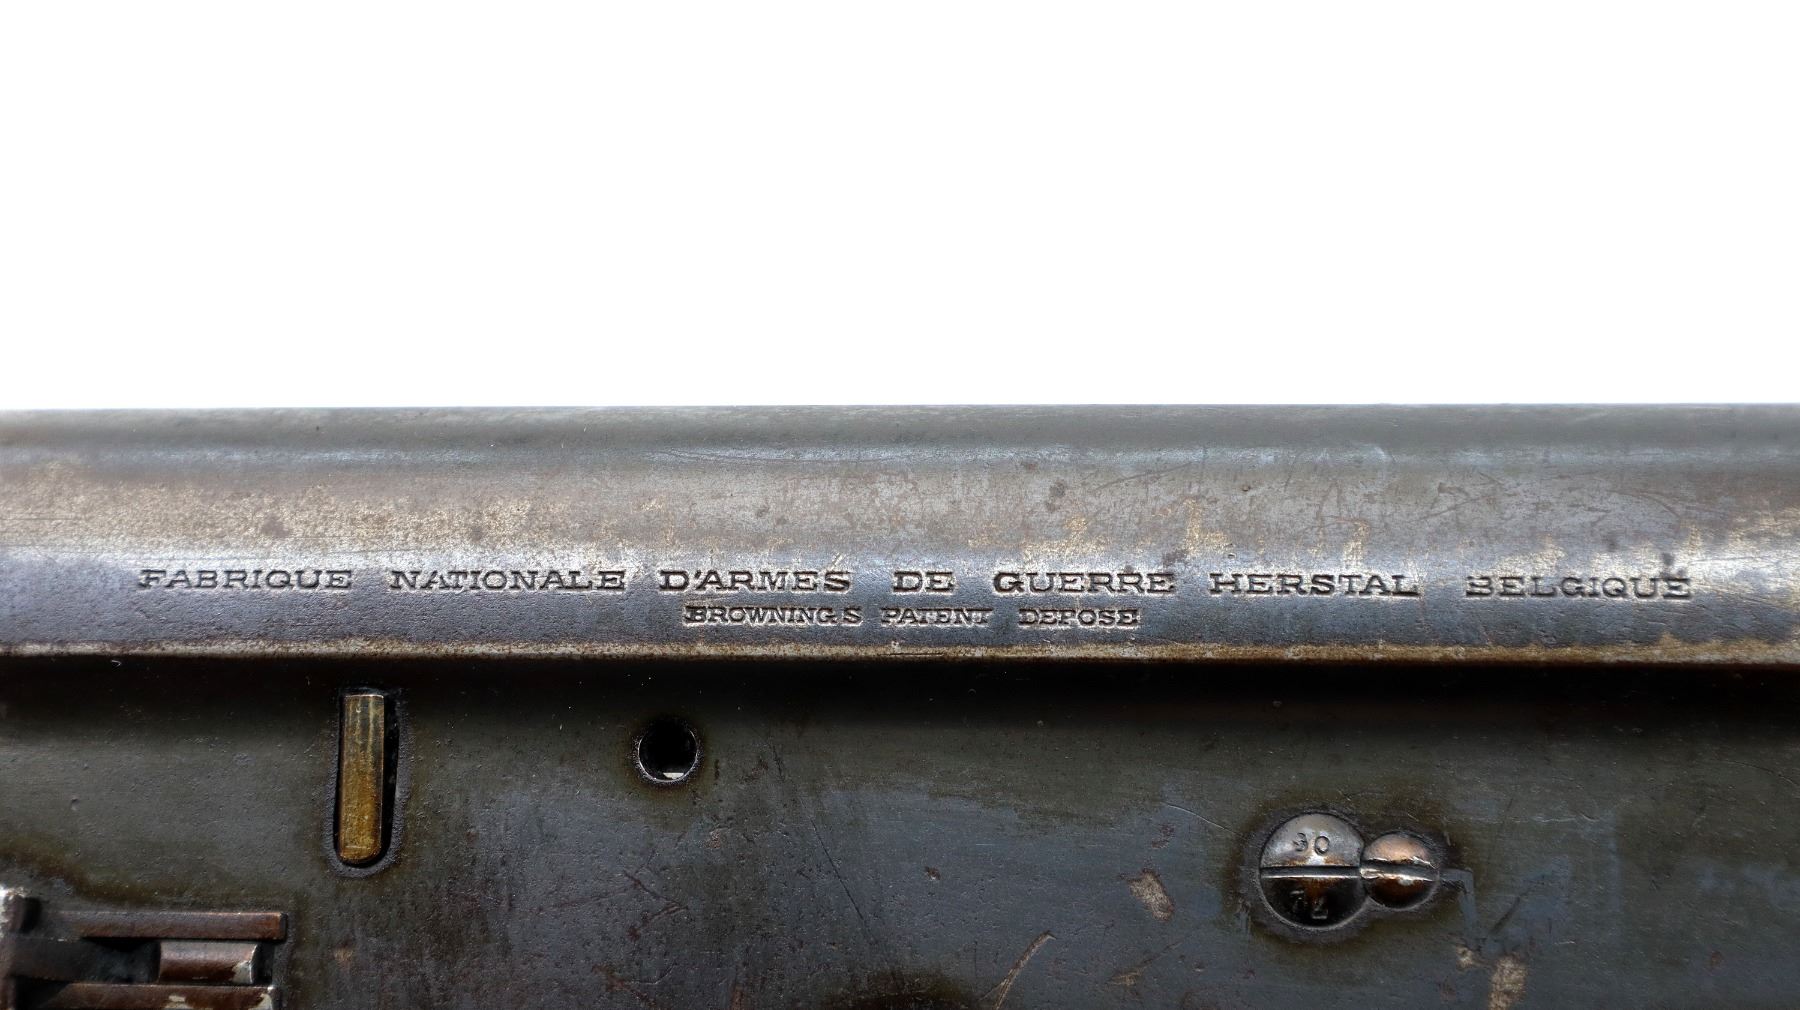 FABRIQUE NATIONALE D'ARMES DE GUERRE HERSTAL BELGIQUE
BROWNING S PATENT DEPOSE